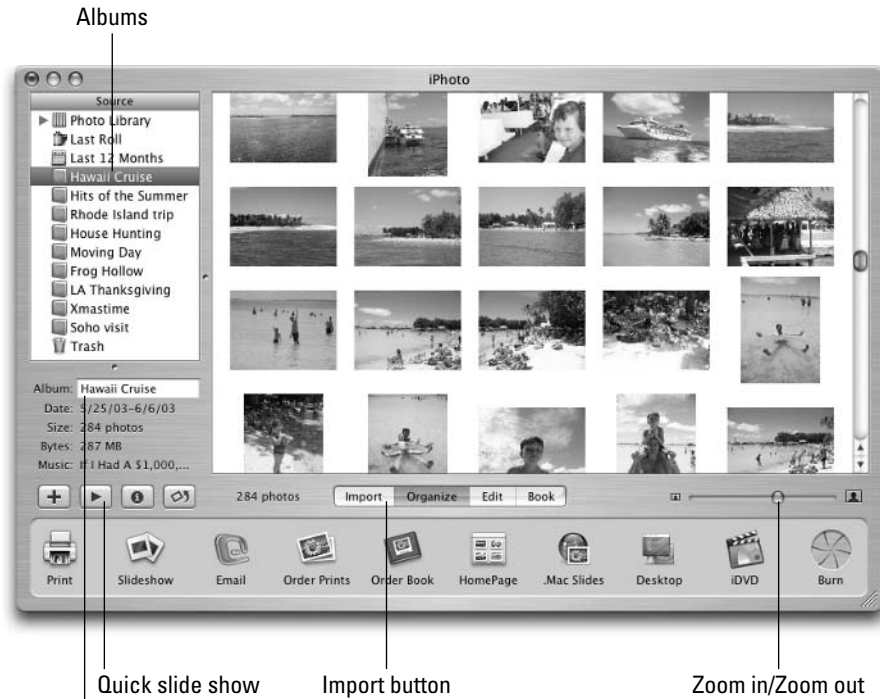 Albums
iPhoto
Source
Photo Library
Last Roll
Last 12 Months
Hawaii Cruise
Hits of the Summer
Rhode Island trip
House Hunting
Moving Day
Frog Hollow
LA Thanksgiving
Xmastime
Soho visit
Trash
Album: Hawaii Cruise
Date: 5/25/03–6/6/03
Size: 284 photos
Bytes: 287 MB
Music: If I Had A $1,000,...
284 photos
Import Organize Edit Book
Print Slideshow Email Order Prints Order Book HomePage .Mac Slides Desktop iDVD Burn
Quick slide show Import button Zoom in/Zoom out